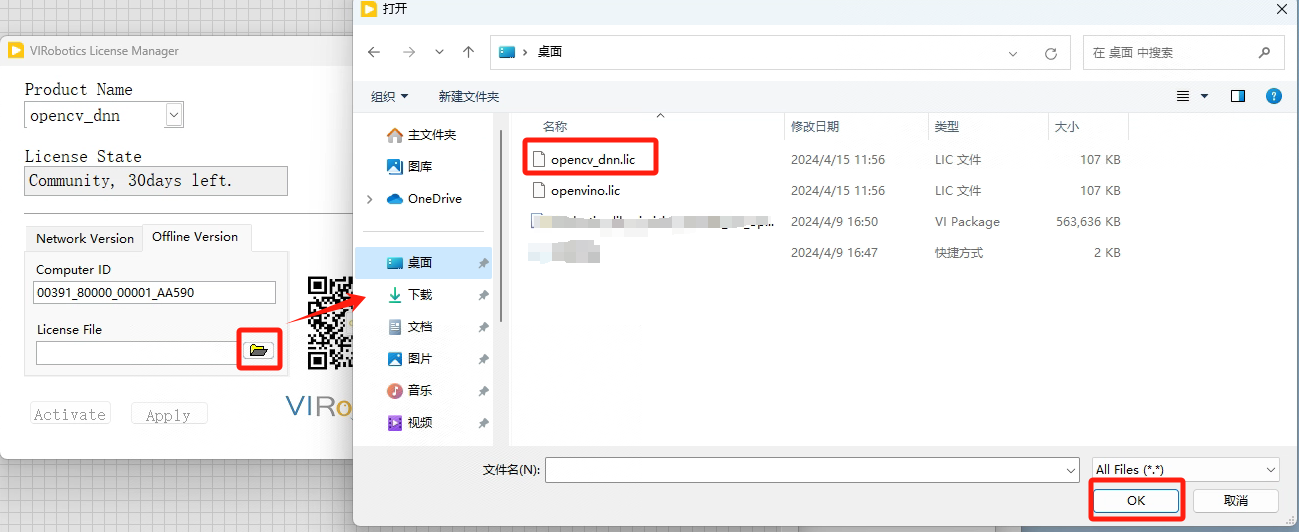 VIRobotics License Manager
Product Name
opencv_dnn
License State
Community, 30days left.
Network Version
Offline Version
Computer ID
00391_80000_00001_AA590
License File
Activate
Apply
打开
桌面
在 桌面 中搜索
组织
新建文件夹
主文件夹
图库
OneDrive
桌面
下载
文档
图片
音乐
视频
名称
修改日期
类型
大小
opencv_dnn.lic
2024/4/15 11:56
LIC 文件
107 KB
openvino.lic
2024/4/15 11:56
LIC 文件
107 KB
2024/4/9 16:50
VI Package
563,636 KB
2024/4/9 16:47
快捷方式
2 KB
文件名(N):
All Files (*.*)
OK
取消